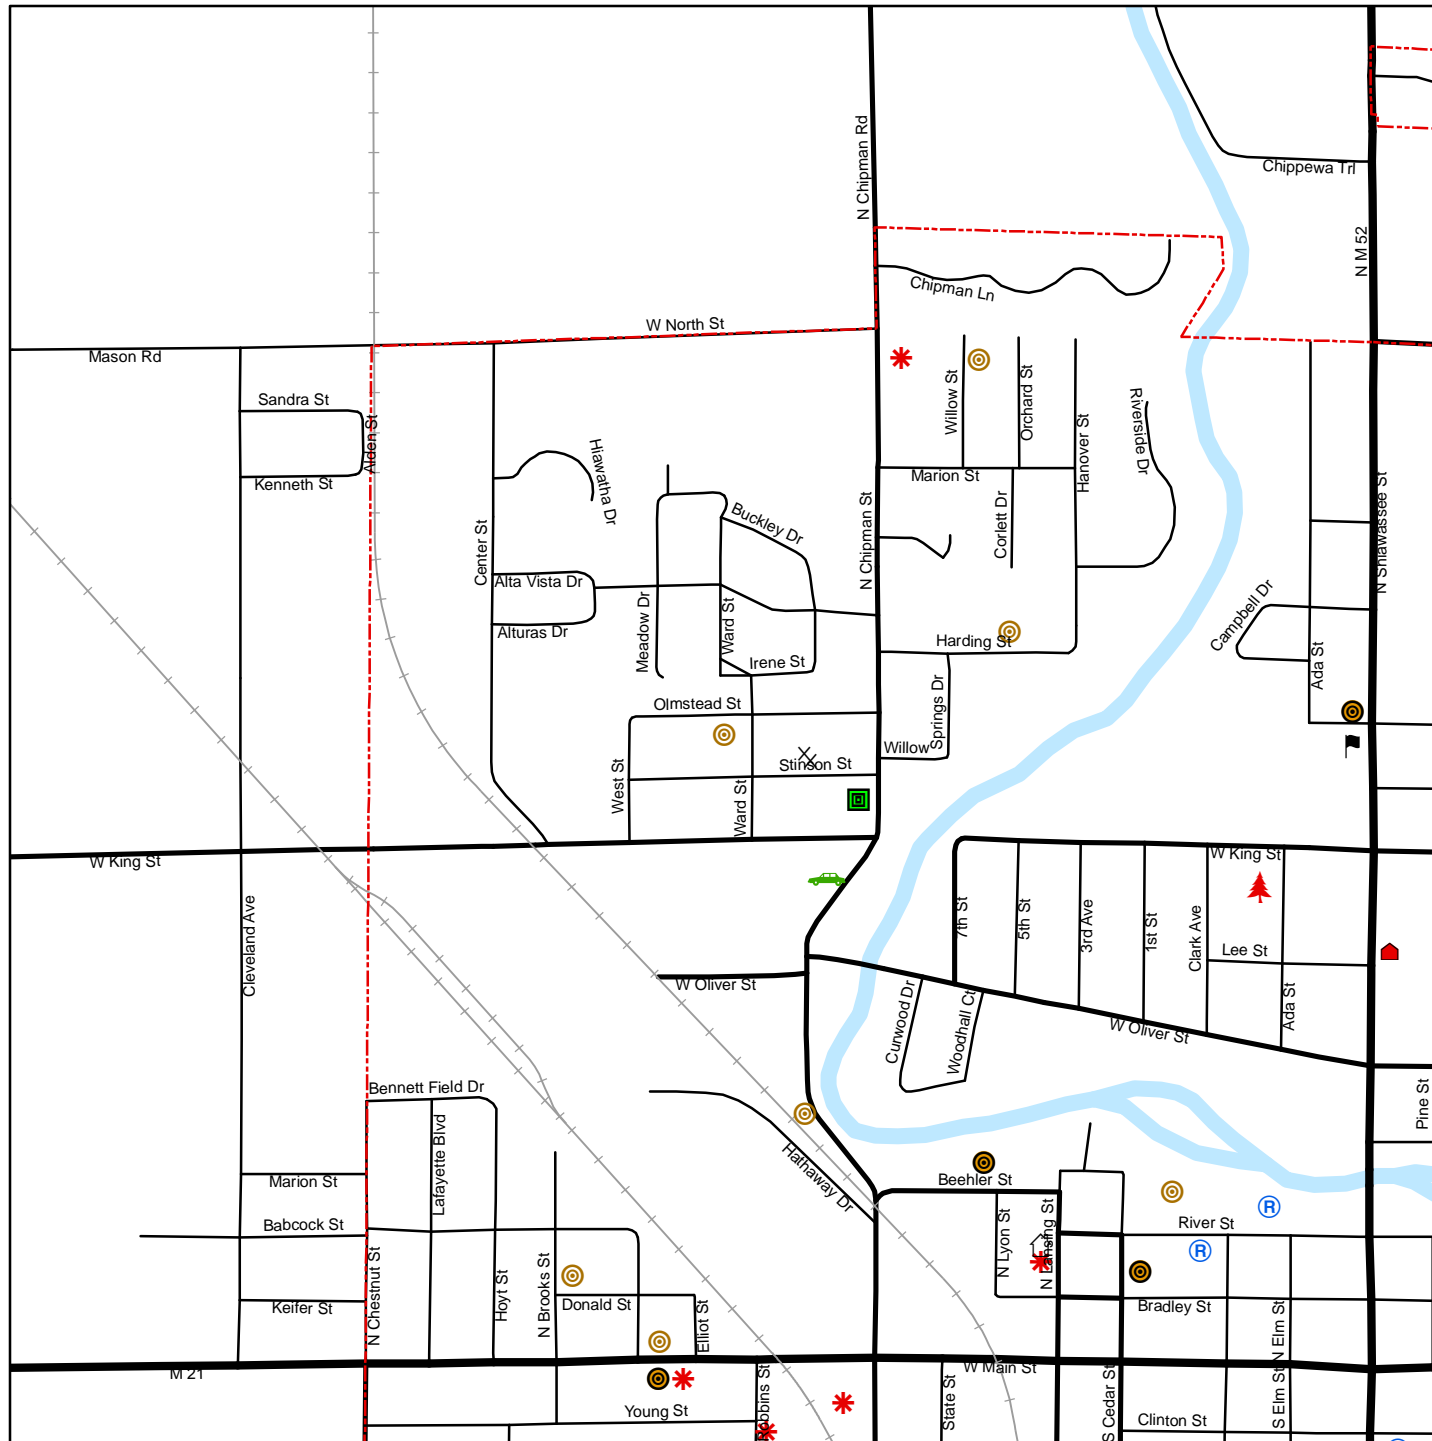 N Chipman Rd
Chippewa Trl
N M 52
Chipman Ln
W North St
Mason Rd
Sandra St
Alden St
Kenneth St
Hiawatha Dr
Willow St
Orchard St
Hanover St
Riverside Dr
Marion St
Buckley Dr
Center St
N Chipman St
Corlett Dr
N Shiawassee St
Alta Vista Dr
Alturas Dr
Meadow Dr
Ward St
Irene St
Harding St
Campbell Dr
Ada St
Olmstead St
Springs Dr
Willow
Stinson St
West St
Ward St
W King St
W King St
Cleveland Ave
7th St
5th St
3rd Ave
1st St
Clark Ave
Lee St
Ada St
W Oliver St
Curwood Dr
Woodhall Ct
W Oliver St
Bennett Field Dr
Lafayette Blvd
Pine St
Hathaway Dr
Beehler St
Marion St
Babcock St
N Lyon St
N Lansing St
River St
R
R
N Chestnut St
Hoyt St
N Brooks St
Donald St
Elliot St
Keifer St
Bradley St
N Elm St
M 21
W Main St
Young St
Robbins St
State St
S Cedar St
S Elm St
Clinton St